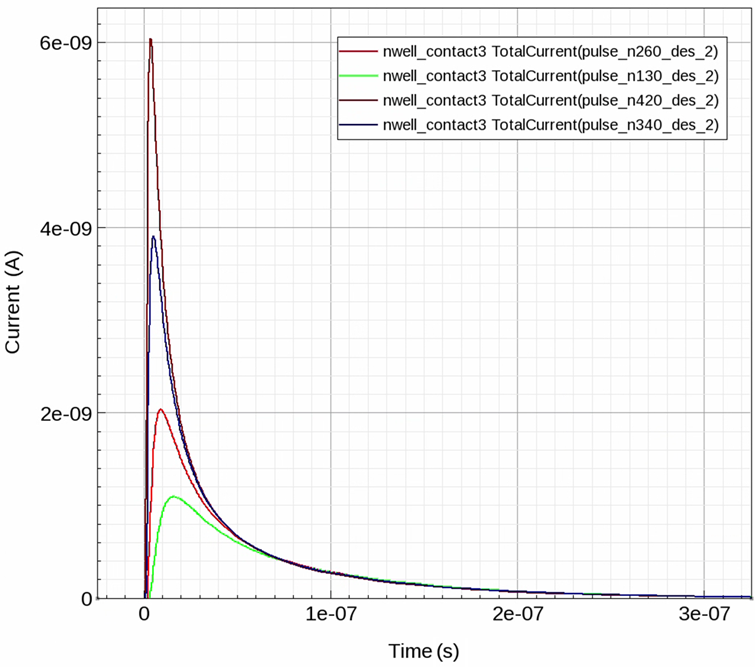 6e-09
4e-09
2e-09
0
Current (A)
nwell_contact3 TotalCurrent(pulse_n260_des_2)
nwell_contact3 TotalCurrent(pulse_n130_des_2)
nwell_contact3 TotalCurrent(pulse_n420_des_2)
nwell_contact3 TotalCurrent(pulse_n340_des_2)
0
1e-07
2e-07
3e-07
Time (s)